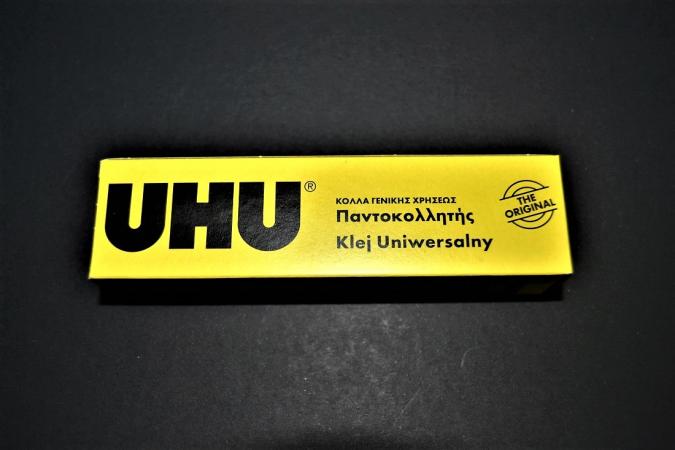 UHU®
ΚΟΛΛΑ ΓΕΝΙΚΗΣ ΧΡΗΣΕΩΣ
Παντοκολλητής
Klej Uniwersalny
THE
ORIGINAL